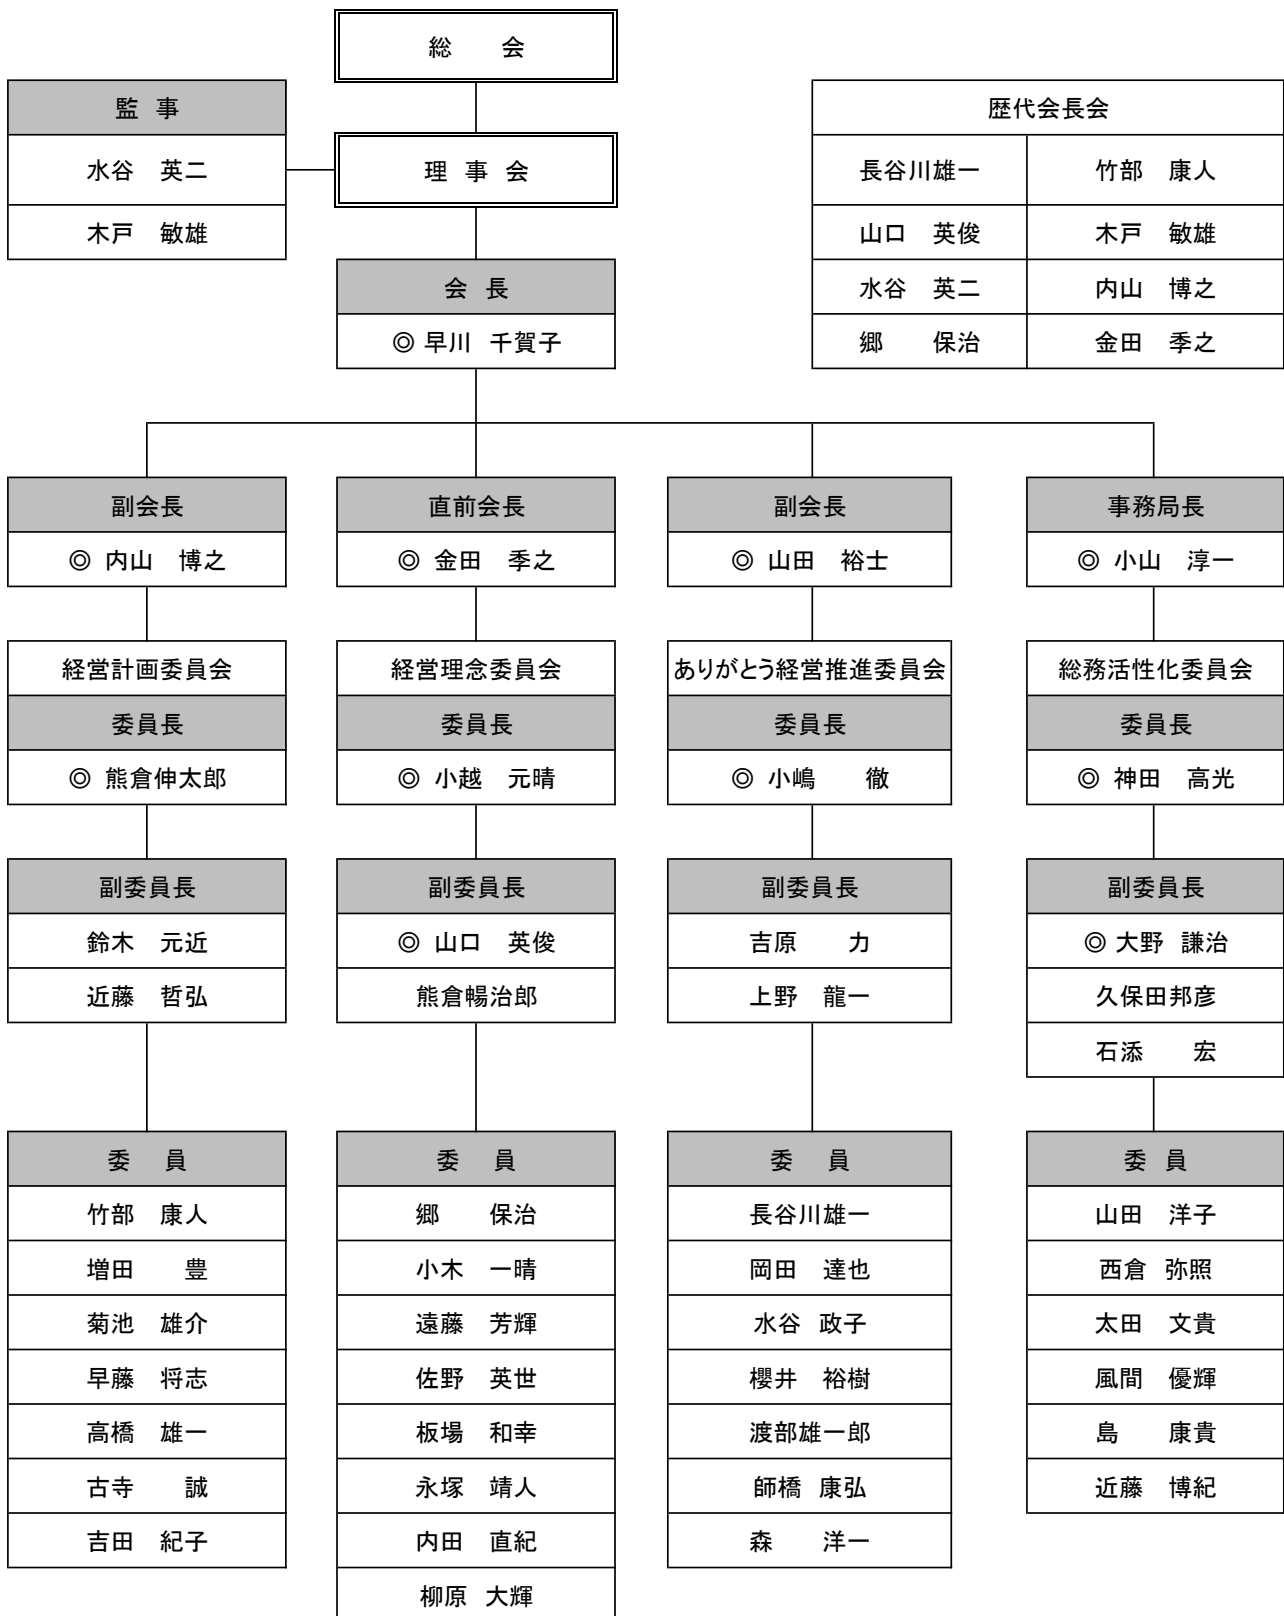 総　会
監 事
水谷　英二
木戸　敏雄
理 事 会
歴代会長会
長谷川雄一　竹部　康人
山口　英俊　木戸　敏雄
水谷　英二　内山　博之
郷　　保治　金田　季之
会 長
◎ 早川 千賀子
副会長
◎ 内山　博之
経営計画委員会
委員長
◎ 熊倉伸太郎
副委員長
鈴木　元近
近藤　哲弘
委　員
竹部　康人
増田　　豊
菊池　雄介
早藤　将志
高橋　雄一
古寺　　誠
吉田　紀子
直前会長
◎ 金田　季之
経営理念委員会
委員長
◎ 小越　元晴
副委員長
◎ 山口　英俊
熊倉暢治郎
委　員
郷　　保治
小木　一晴
遠藤　芳輝
佐野　英世
板場　和幸
永塚　靖人
内田　直紀
柳原 大輝
副会長
◎ 山田　裕士
ありがとう経営推進委員会
委員長
◎ 小嶋　　徹
副委員長
吉原　　力
上野　龍一
委　員
長谷川雄一
岡田　達也
水谷 政子
櫻井　裕樹
渡部雄一郎
師橋 康弘
森　　洋一
事務局長
◎ 小山　淳一
総務活性化委員会
委員長
◎ 神田　高光
副委員長
◎ 大野 謙治
久保田邦彦
石添　　宏
委 員
山田　洋子
西倉 弥照
太田　文貴
風間　優輝
島　　康貴
近藤　博紀